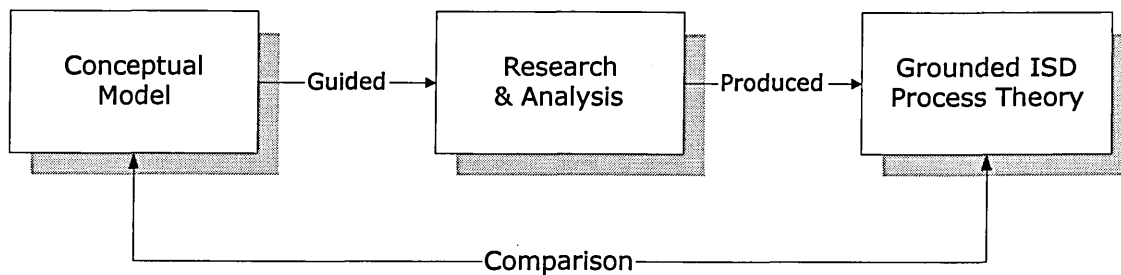 Conceptual
Model
Guided
Research
& Analysis
Produced
Grounded ISD
Process Theory
Comparison